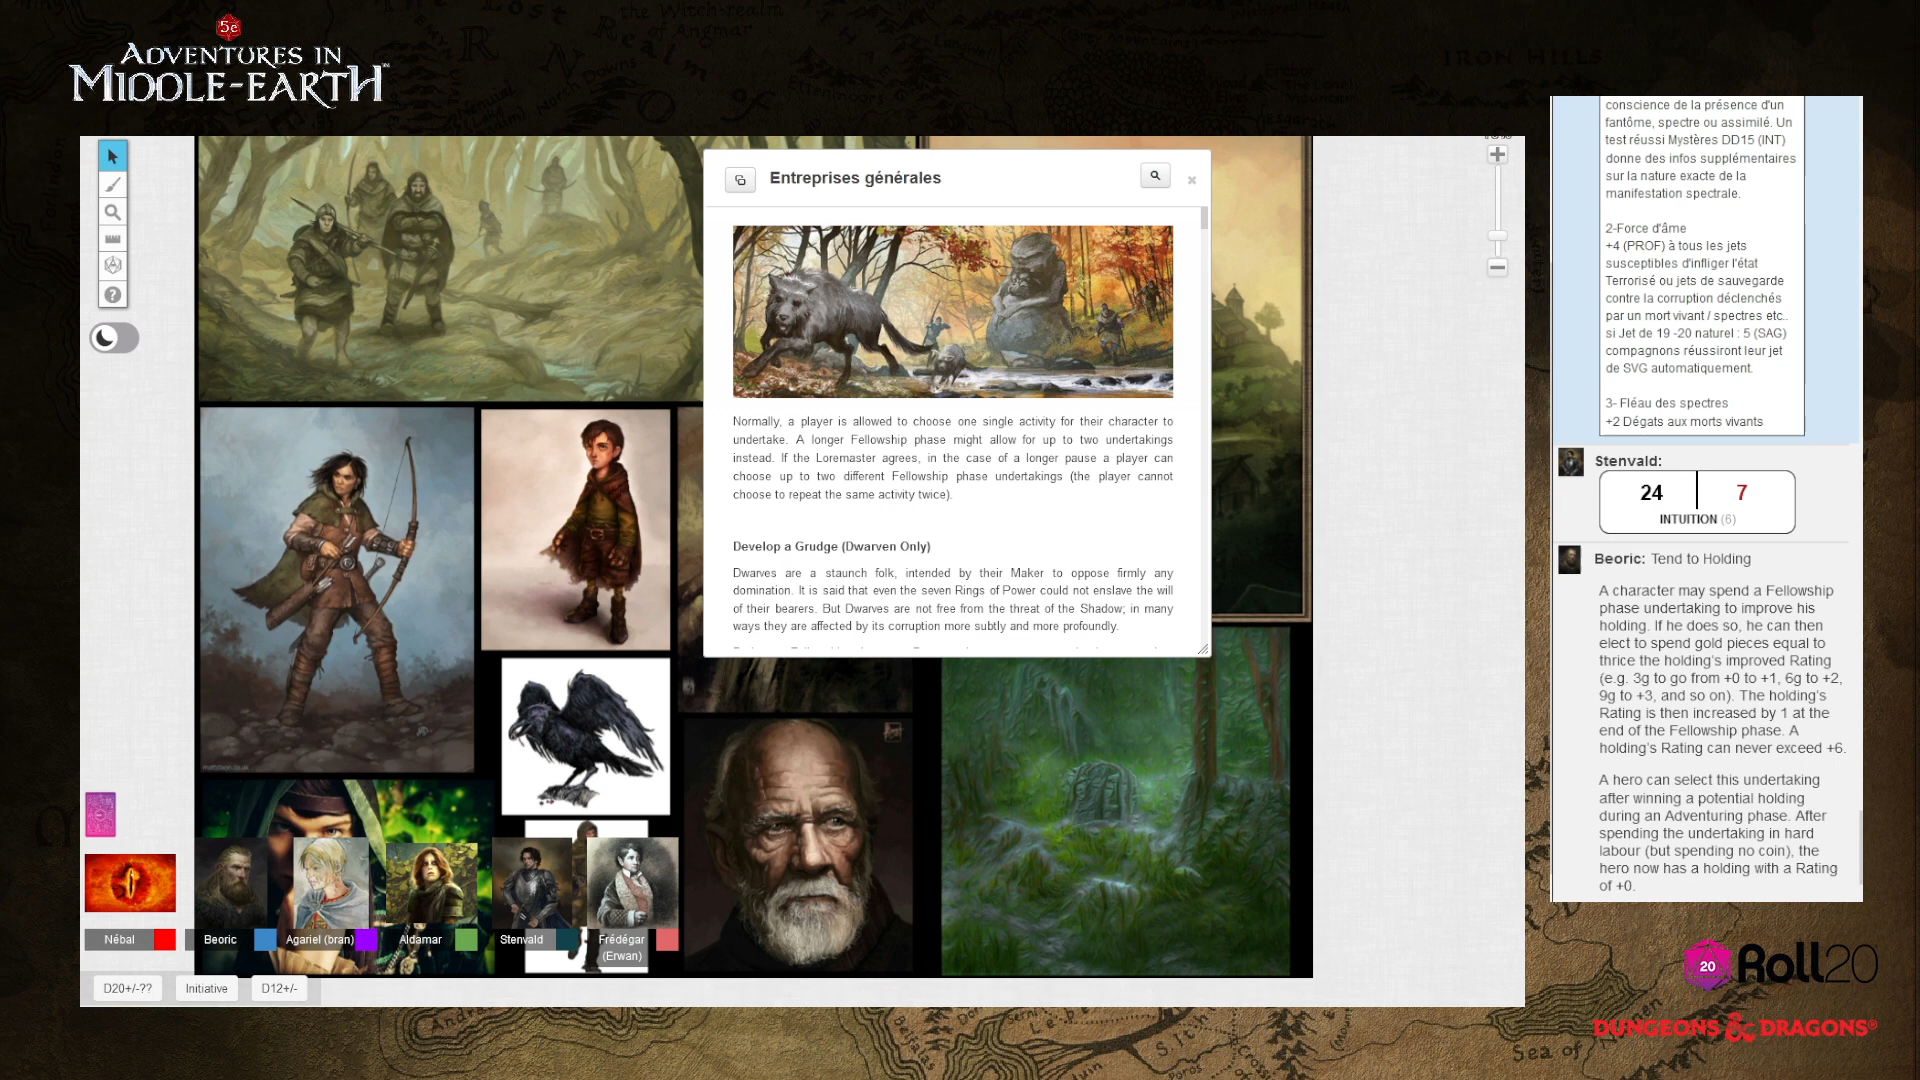 5e
ADVENTURES IN
MIDDLE-EARTH
Entreprises générales
Normally, a player is allowed to choose one single activity for their character to
undertake. A longer Fellowship phase might allow for up to two undertakings
instead. If the Loremaster agrees, in the case of a longer pause a player can
choose up to two different Fellowship phase undertakings (the player cannot
choose to repeat the same activity twice).
Develop a Grudge (Dwarven Only)
Dwarves are a staunch folk, intended by their Maker to oppose firmly any
domination. It is said that even the seven Rings of Power could not enslave the will
of their bearers. But Dwarves are not free from the threat of the Shadow; in many
ways they are affected by its corruption more subtly and more profoundly.
Nébal
Beoric
Agariel (bran)
Aldamar
Stenvald
Frédégar
(Erwan)
D20+/-??
Initiative
D12+/-
conscience de la présence d'un
fantôme, spectre ou assimilé. Un
test réussi Mystères DD15 (INT)
donne des infos supplémentaires
sur la nature exacte de la
manifestation spectrale.
2-Force d'âme
+4 (PROF) à tous les jets
susceptibles d'infliger l'état
Terrorisé ou jets de sauvegarde
contre la corruption déclenchés
par un mort vivant / spectres etc..
si Jet de 19 -20 naturel : 5 (SAG)
compagnons réussiront leur jet
de SVG automatiquement.
3- Fléau des spectres
+2 Dégats aux morts vivants
Stenvald:
24
7
INTUITION (6)
Beoric: Tend to Holding
A character may spend a Fellowship
phase undertaking to improve his
holding. If he does so, he can then
elect to spend gold pieces equal to
thrice the holding's improved Rating
(e.g. 3g to go from +0 to +1, 6g to +2,
9g to +3, and so on). The holding's
Rating is then increased by 1 at the
end of the Fellowship phase. A
holding's Rating can never exceed +6.
A hero can select this undertaking
after winning a potential holding
during an Adventuring phase. After
spending the undertaking in hard
labour (but spending no coin), the
hero now has a holding with a Rating
of +0.
20
Roll20
DUNGEONS & DRAGONS®
IRON HILLS
the Witch-realm
of Angmar
Sea of